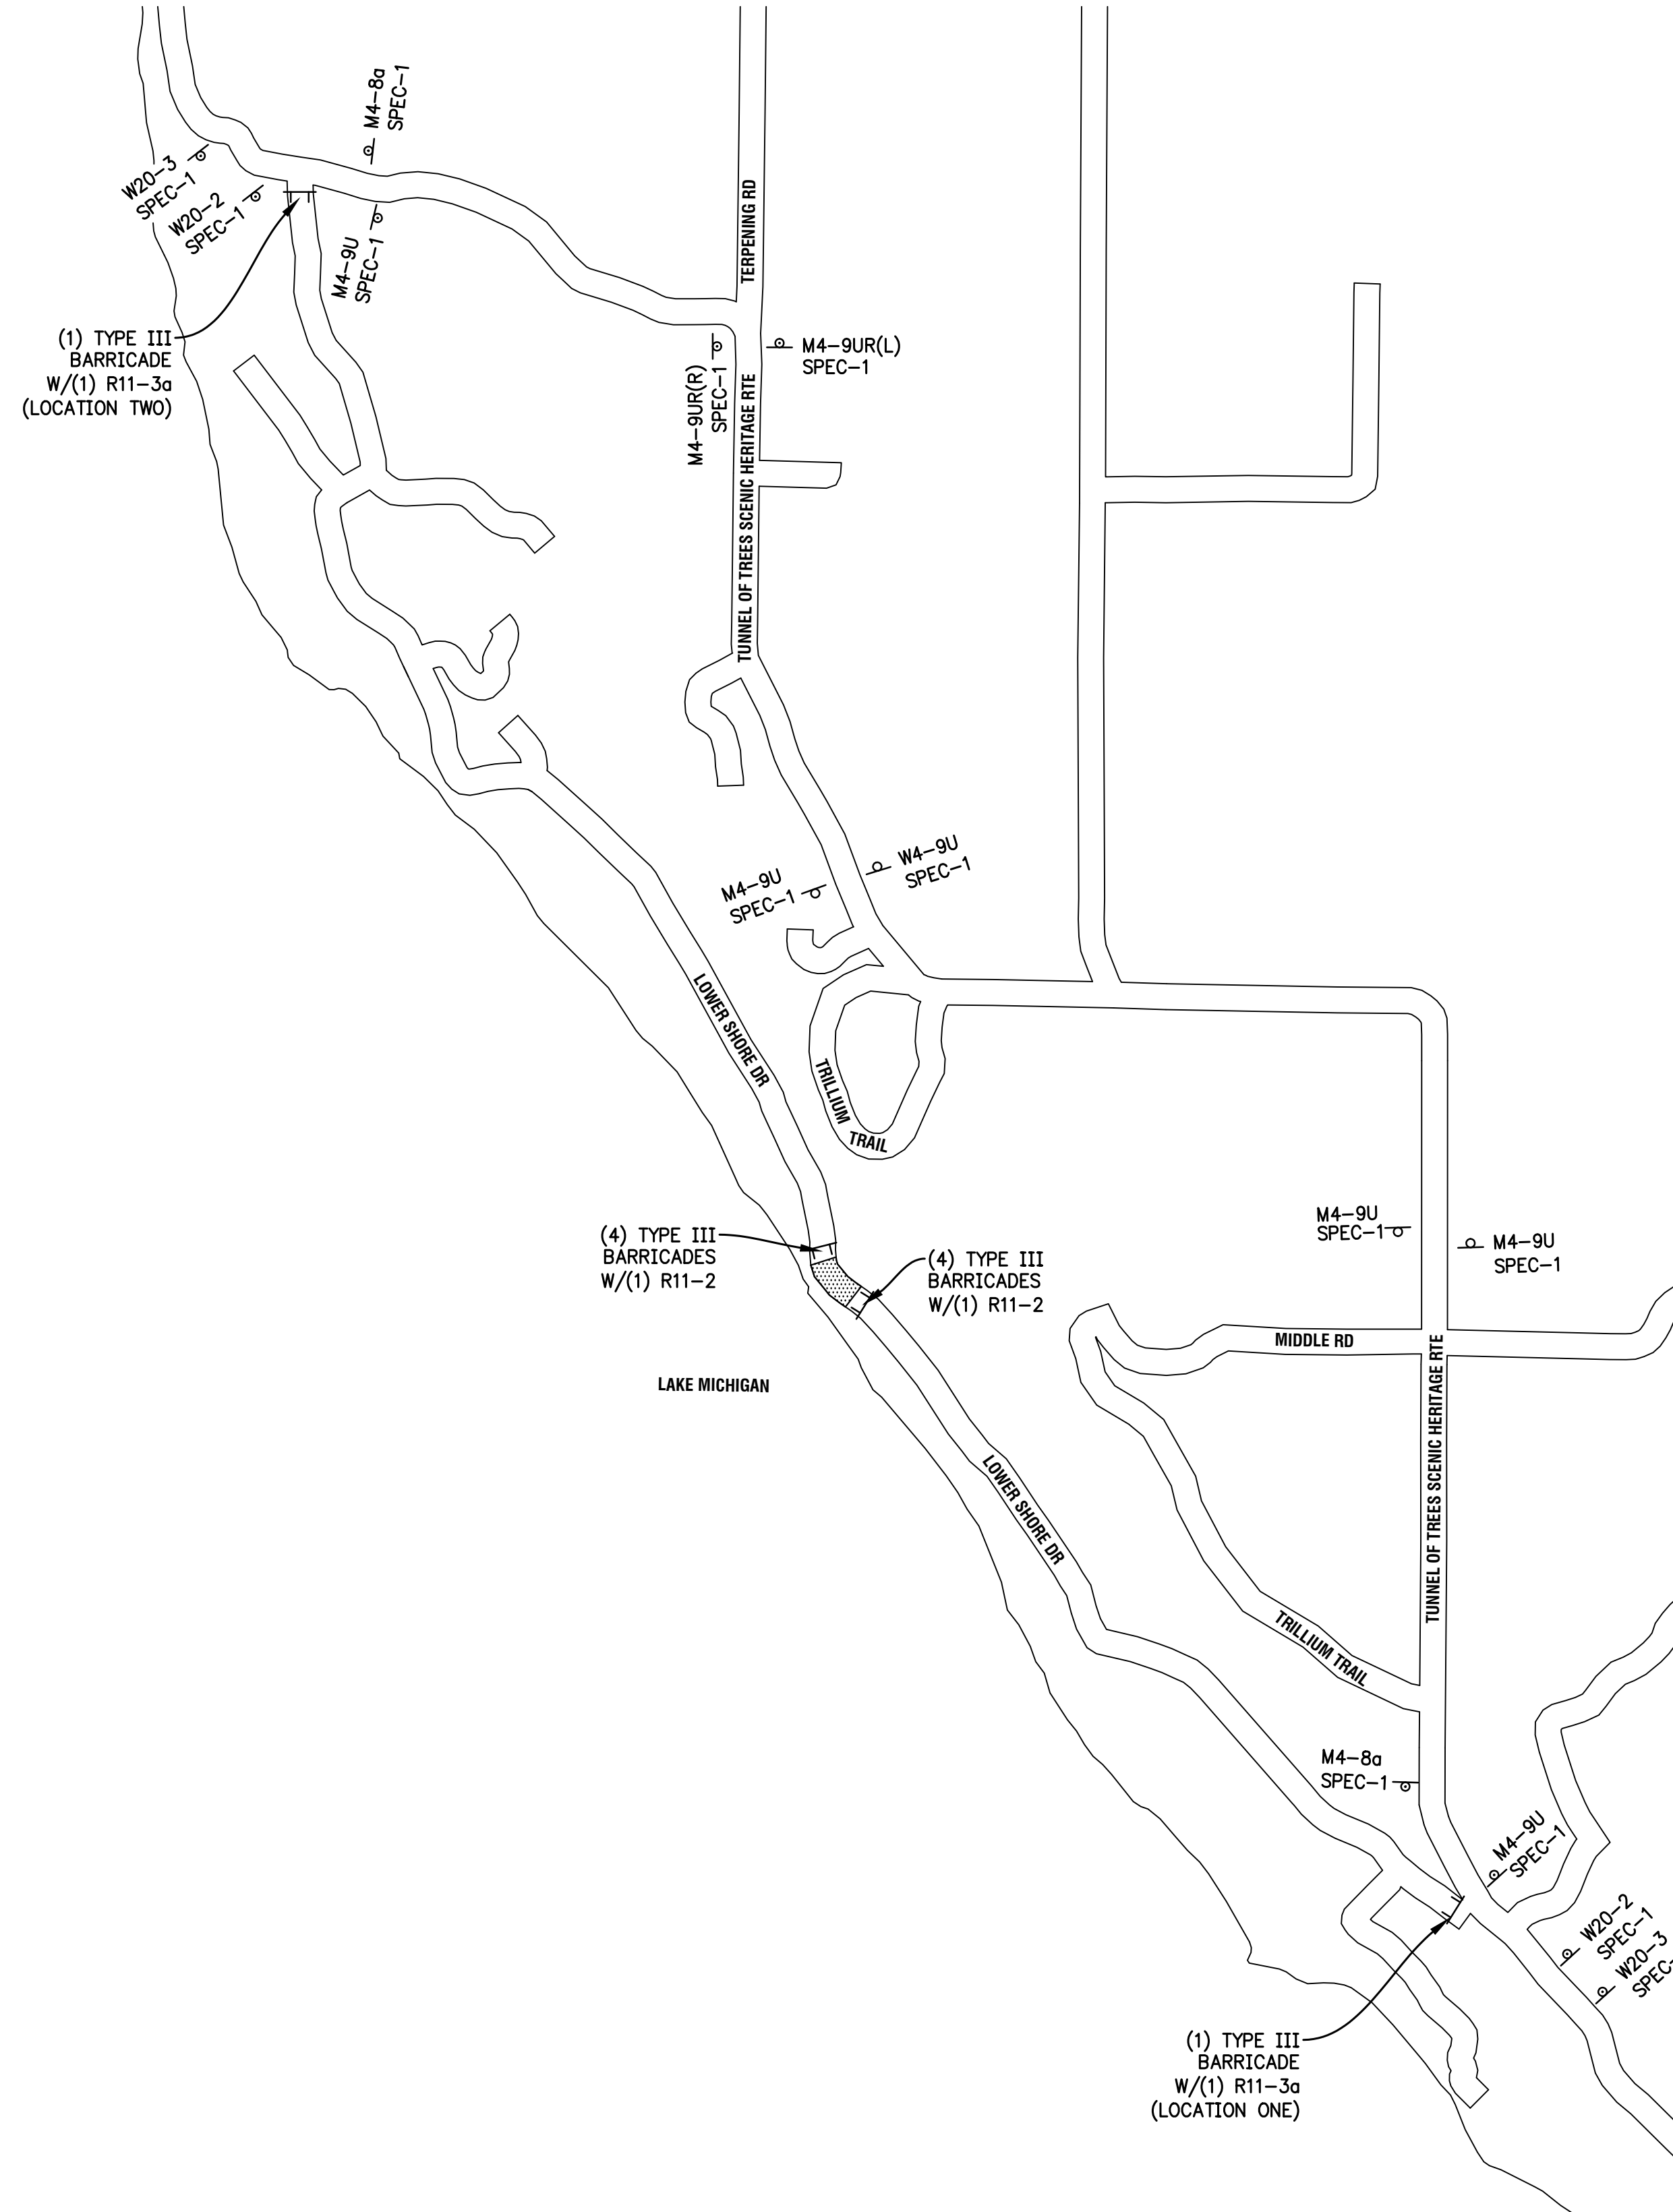 M4-8a
SPEC-1
W20-3
SPEC-1
W20-2
SPEC-1
M4-9U
SPEC-1
(1) TYPE III
BARRICADE
W/(1) R11-3a
(LOCATION TWO)
TERPENING RD
M4-9UR(L)
SPEC-1
M4-9UR(R)
SPEC-1
TUNNEL OF TREES SCENIC HERITAGE RTE
W4-9U
SPEC-1
M4-9U
SPEC-1
LOWER SHORE DR
TRILLIUM
TRAIL
(4) TYPE III
BARRICADES
W/(1) R11-2
(4) TYPE III
BARRICADES
W/(1) R11-2
M4-9U
SPEC-1
M4-9U
SPEC-1
MIDDLE RD
LAKE MICHIGAN
TUNNEL OF TREES SCENIC HERITAGE RTE
LOWER SHORE DR
TRILLIUM TRAIL
M4-8a
SPEC-1
M4-9U
SPEC-1
W20-2
SPEC-1
W20-3
SPEC-
(1) TYPE III
BARRICADE
W/(1) R11-3a
(LOCATION ONE)